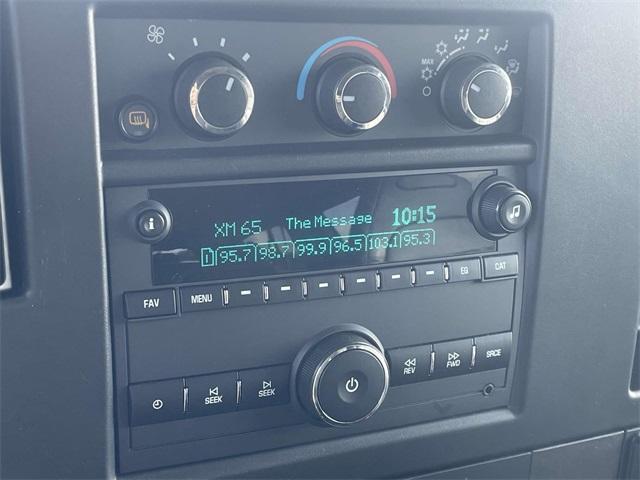 MAX
XM 65 The Message 10:15
1 95.7 98.7 99.9 96.5 103.1 95.3
FAV MENU EQ CAT
SEEK SEEK REV FWD SRCE